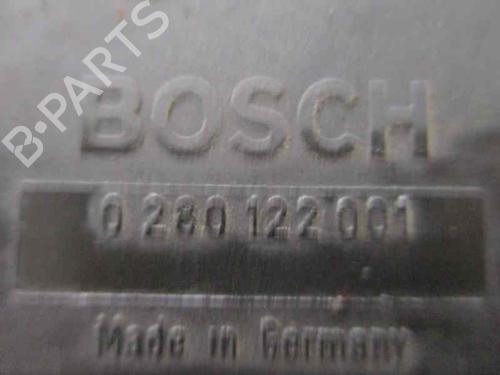 B-PARTS
BOSCH
0 280 122 001
Made in Germany